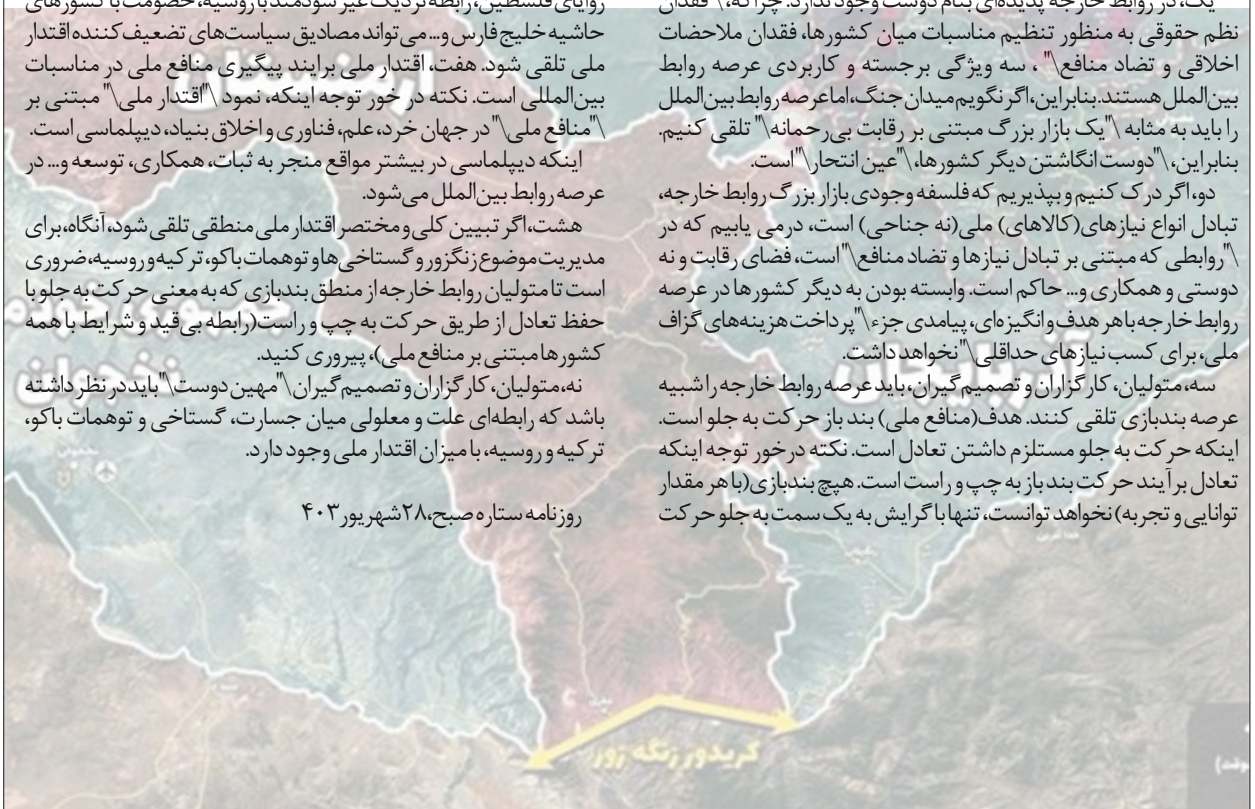 یک، در روابط خارجه پدیده‌ای بنام دوست وجود ندارد. چرا که، \"فقدان
نظم حقوقی به منظور تنظیم مناسبات میان کشورها، فقدان ملاحضات
اخلاقی و تضاد منافع\"، سه ویژگی برجسته و کاربردی عرصه روابط
بین‌الملل هستند.بنابراین، اگر نگویم میدان جنگ، اما عرصه روابط بین‌الملل
را باید به مثابه \"یک بازار بزرگ مبتنی بر رقابت بی‌رحمانه\" تلقی کنیم.
بنابراین، \"دوست انگاشتن دیگر کشورها، \"عین انتحار\" است.
دو، اگر درک کنیم و بپذیریم که فلسفه وجودی بازار بزرگ روابط خارجه،
تبادل انواع نیازهای(کالاهای) ملی(نه جناحی) است، درمی یابیم که در
\"روابطی که مبتنی بر تبادل نیازها و تضاد منافع\" است، فضای رقابت و نه
دوستی و همکاری و... حاکم است. وابسته بودن به دیگر کشورها در عرصه
روابط خارجه باهر هدف و انگیزه‌ای، پیامدی جزء \"پرداخت هزینه‌های گزاف
ملی، برای کسب نیازهای حداقلی\" نخواهد داشت.
سه، متولیان، کارگزاران و تصمیم‌گیران، باید عرصه روابط خارجه را شبیه
عرصه بندبازی تلقی کنند. هدف(منافع ملی) بند باز حرکت به جلو است.
اینکه حرکت به جلو مستلزم داشتن تعادل است. نکته درخور توجه اینکه
تعادل برآیند حرکت بند باز به چپ و راست است. هیچ بندبازی(با هر مقدار
توانایی و تجربه) نخواهد توانست، تنها با گرایش به یک سمت به جلو حرکت
روایای فلسطین، رابطه نزدیک غیر سودمند با روسیه، خصومت با کشورهای
حاشیه خلیج فارس و... می‌تواند مصادیق سیاست‌های تضعیف کننده اقتدار
ملی تلقی شود. هفت، اقتدار ملی برایند پیگیری منافع ملی در مناسبات
بین‌المللی است. نکته در خور توجه اینکه، نمود \"اقتدار ملی\" مبتنی بر
\"منافع ملی\" در جهان خرد، علم، فناوری و اخلاق بنیاد، دیپلماسی است.
اینکه دیپلماسی در بیشتر مواقع منجر به ثبات، همکاری، توسعه و... در
عرصه روابط بین‌الملل می‌شود.
هشت، اگر تبیین کلی و مختصر اقتدار ملی منطقی تلقی شود، آنگاه، برای
مدیریت موضوع زنگزور و گستاخی‌ها و توهمات باکو، ترکیه و روسیه، ضروری
است تا متولیان روابط خارجه از منطق بندبازی که به معنی حرکت به جلو با
حفظ تعادل از طریق حرکت به چپ و راست(رابطه بی‌قید و شرایط با همه
کشورها مبتنی بر منافع ملی)، پیروری کنید.
نه، متولیان، کارگزاران و تصمیم‌گیران \"مهین دوست\" باید در نظر داشته
باشد که رابطه‌ای علت و معلولی میان جسارت، گستاخی و توهمات باکو،
ترکیه و روسیه، با میزان اقتدار ملی وجود دارد.
روزنامه ستاره صبح، ۲۸ شهریور ۴۰۳
ارمنستان
نخجوان
آذربایجان
کریدور زنگه زور